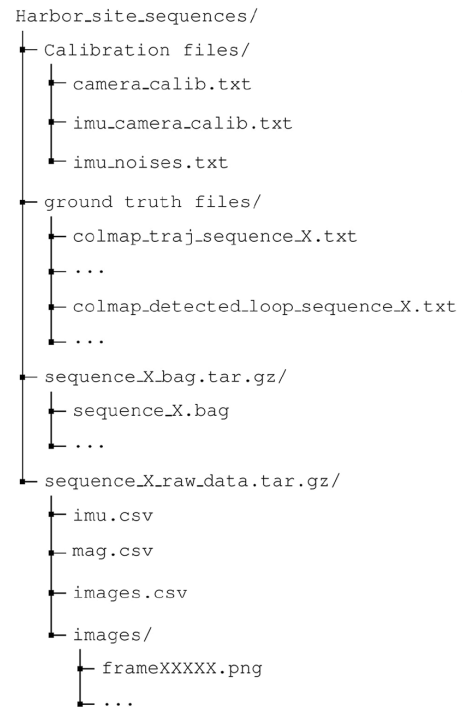 Harbor_site_sequences/
Calibration files/
camera_calib.txt
imu_camera_calib.txt
imu_noises.txt
ground truth files/
colmap_traj_sequence_X.txt
...
colmap_detected_loop_sequence_X.txt
...
sequence_X_bag.tar.gz/
sequence_X.bag
...
sequence_X_raw_data.tar.gz/
imu.csv
mag.csv
images.csv
images/
frameXXXXX.png
...